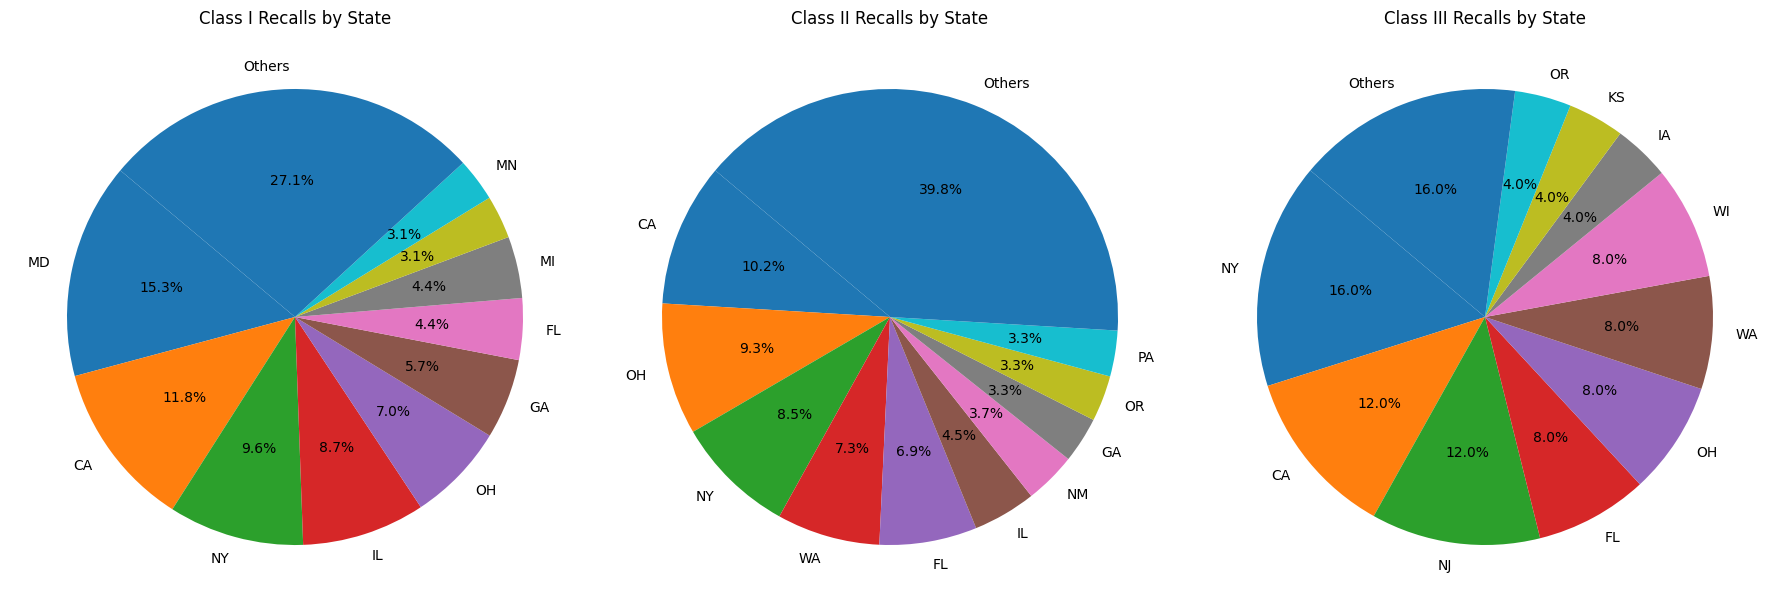 Class I Recalls by State
Others
MN
27.1%
3.1%
3.1%
MI
MD
15.3%
4.4%
4.4%
FL
5.7%
GA
11.8%
7.0%
9.6%
8.7%
CA
OH
NY
IL
Class II Recalls by State
Others
39.8%
CA
10.2%
3.3%
PA
9.3%
3.3%
OH
3.3%
OR
8.5%
3.7%
4.5%
7.3%
6.9%
GA
NY
NM
IL
WA
FL
Class III Recalls by State
OR
Others
KS
IA
16.0%
4.0%
4.0%
4.0%
WI
NY
8.0%
16.0%
8.0%
WA
12.0%
8.0%
8.0%
12.0%
OH
CA
FL
NJ